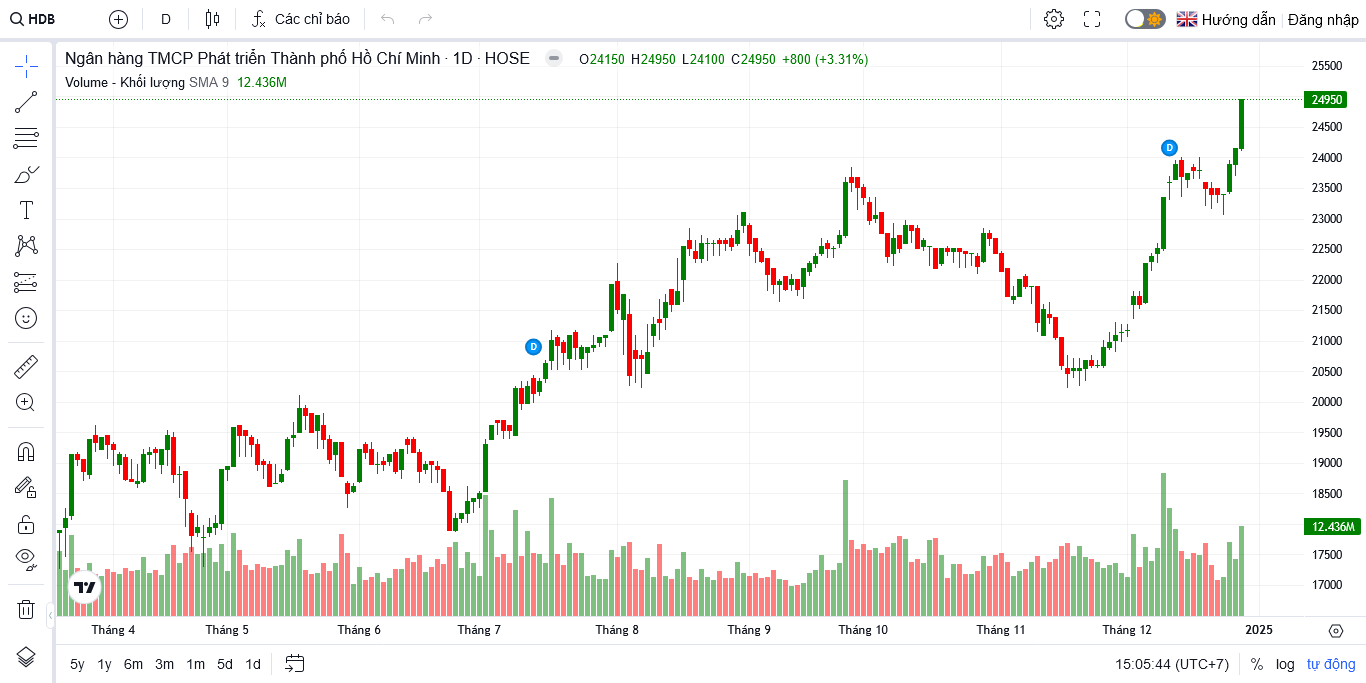 HDB D Các chỉ báo Hướng dẫn Đăng nhập
Ngân hàng TMCP Phát triển Thành phố Hồ Chí Minh · 1D · HOSE O24150 H24950 L24100 C24950 +800 (+3.31%)
Volume - Khối lượng SMA 9 12.436M
25500
24950
24500
D
24000
23500
23000
22500
22000
21500
D
21000
20500
20000
19500
19000
18500
12.436M
17500
17000
Tháng 4 Tháng 5 Tháng 6 Tháng 7 Tháng 8 Tháng 9 Tháng 10 Tháng 11 Tháng 12 2025
5y 1y 6m 3m 1m 5d 1d 15:05:44 (UTC+7) % log tự động